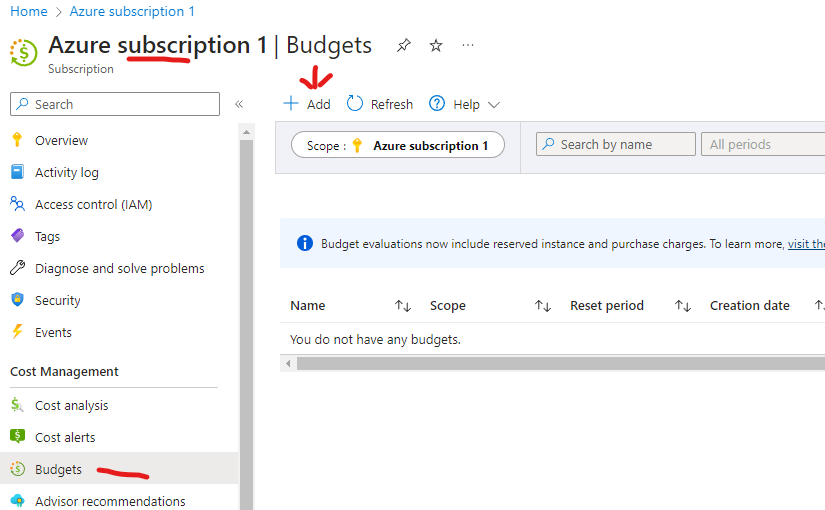 Home > Azure subscription 1
Azure subscription 1 | Budgets
Subscription
Search
Add Refresh Help
Scope : Azure subscription 1
Search by name
All periods
Overview
Activity log
Access control (IAM)
Tags
Diagnose and solve problems
Security
Events
Cost Management
Cost analysis
Cost alerts
Budgets
Advisor recommendations
Budget evaluations now include reserved instance and purchase charges. To learn more, visit the
Name Scope Reset period Creation date
You do not have any budgets.